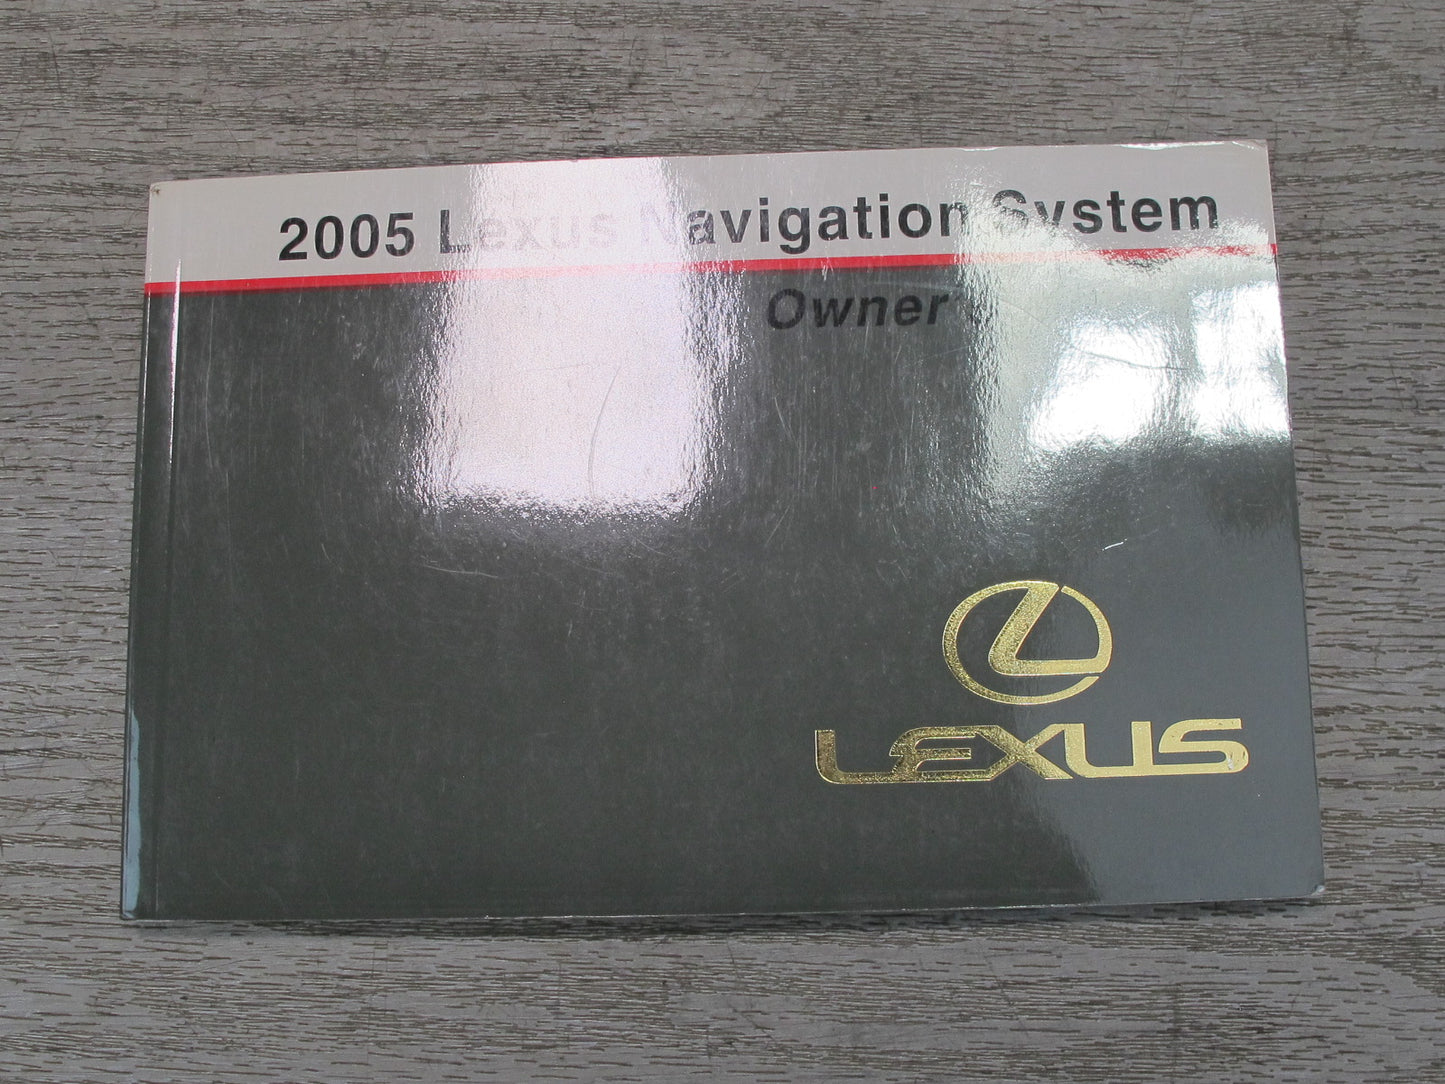 2005 Lexus Navigation System
Owner's
LEXUS